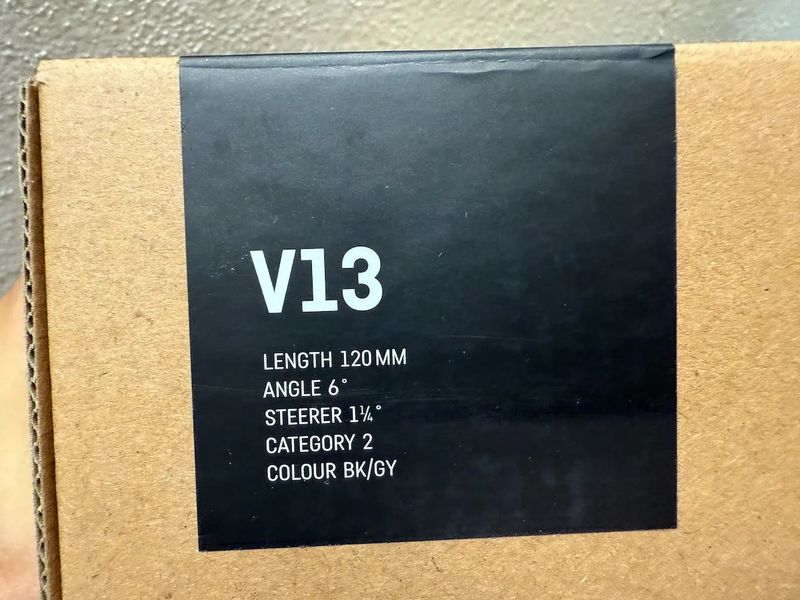 V13
LENGTH 120 MM
ANGLE 6°
STEERER 1¼°
CATEGORY 2
COLOUR BK/GY